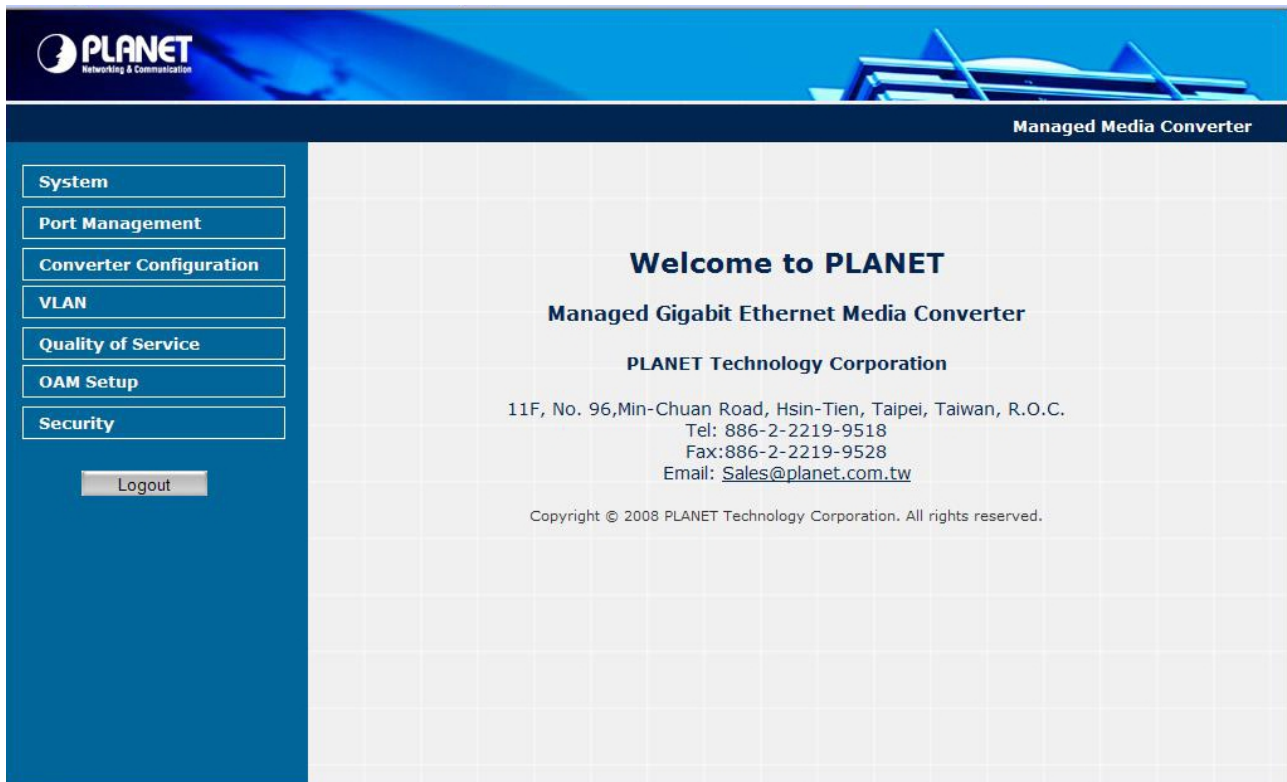 PLANET
Networking & Communication
Managed Media Converter
System
Port Management
Converter Configuration
VLAN
Quality of Service
OAM Setup
Security
Logout
Welcome to PLANET
Managed Gigabit Ethernet Media Converter
PLANET Technology Corporation
11F, No. 96,Min-Chuan Road, Hsin-Tien, Taipei, Taiwan, R.O.C.
Tel: 886-2-2219-9518
Fax:886-2-2219-9528
Email: Sales@planet.com.tw
Copyright © 2008 PLANET Technology Corporation. All rights reserved.